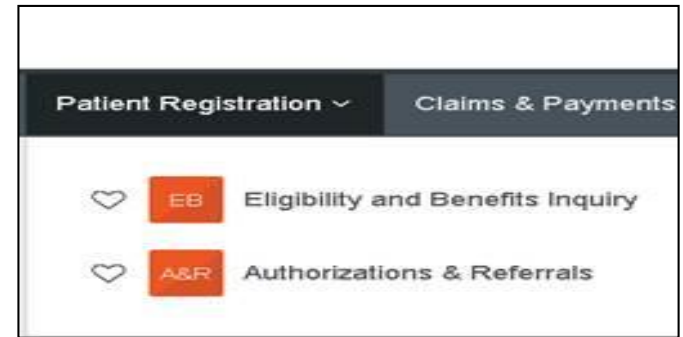 Patient Registration Claims & Payments
EB Eligibility and Benefits Inquiry
A&R Authorizations & Referrals